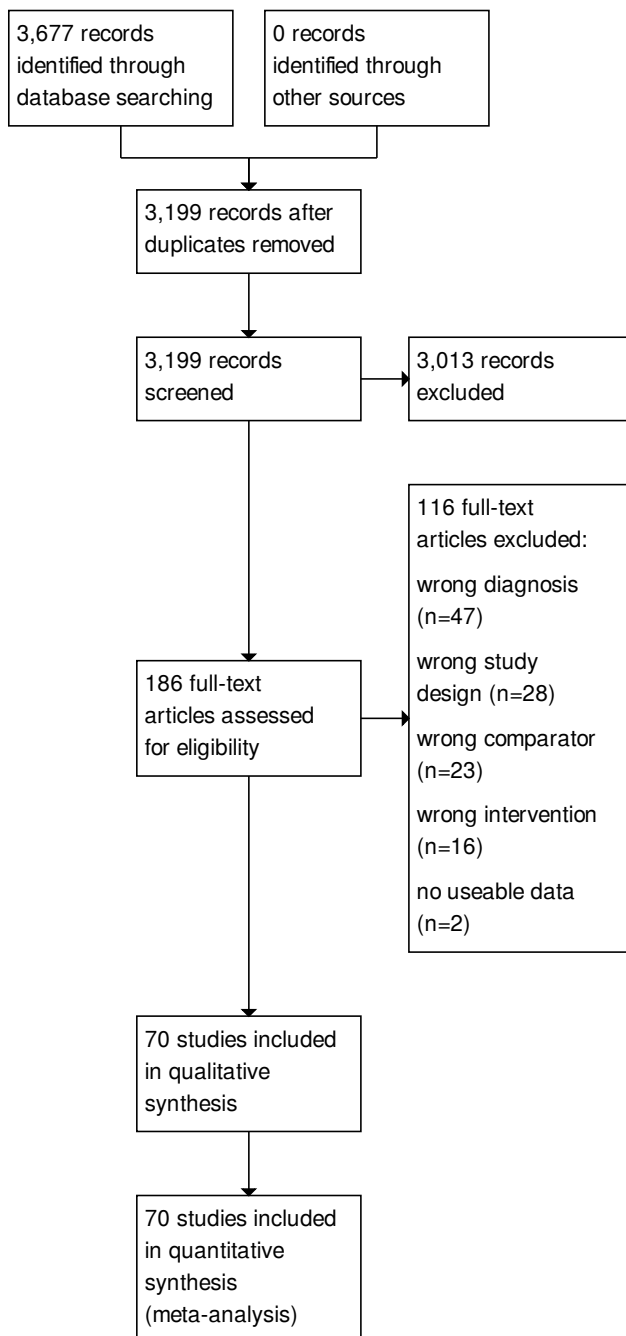 3,677 records
identified through
database searching
0 records
identified through
other sources
3,199 records after
duplicates removed
3,199 records
screened
3,013 records
excluded
116 full-text
articles excluded:
wrong diagnosis
(n=47)
wrong study
design (n=28)
wrong comparator
(n=23)
wrong intervention
(n=16)
no useable data
(n=2)
186 full-text
articles assessed
for eligibility
70 studies included
in qualitative
synthesis
70 studies included
in quantitative
synthesis
(meta-analysis)